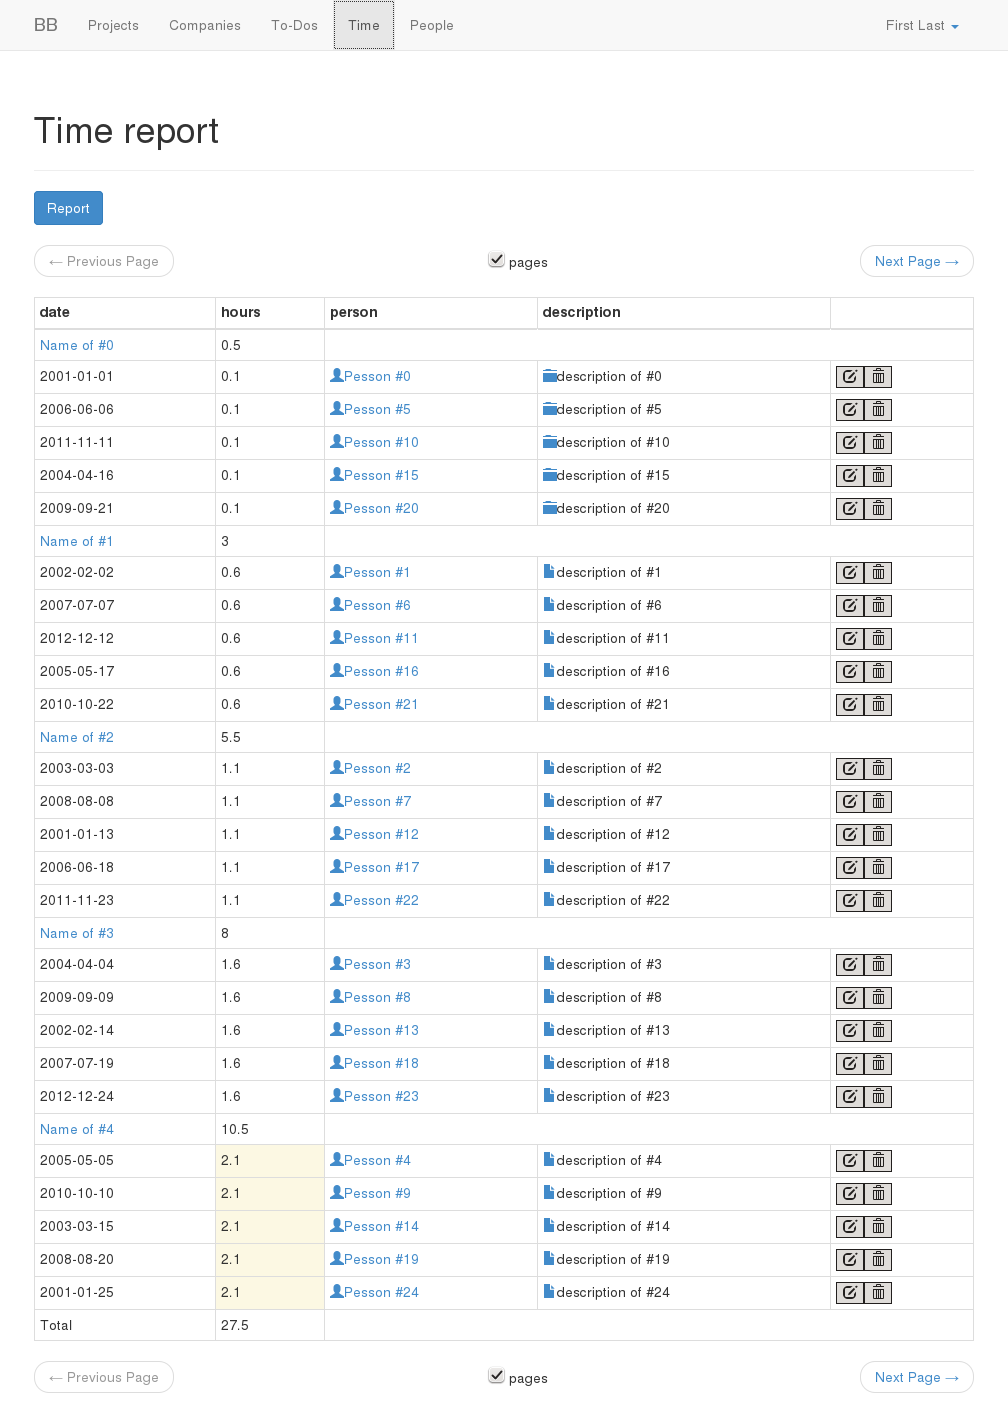 BB Projects Companies To-Dos Time People First Last
Time report
Report
← Previous Page pages Next Page →
date hours person description
Name of #0 0.5
2001-01-01 0.1 Pesson #0 description of #0
2006-06-06 0.1 Pesson #5 description of #5
2011-11-11 0.1 Pesson #10 description of #10
2004-04-16 0.1 Pesson #15 description of #15
2009-09-21 0.1 Pesson #20 description of #20
Name of #1 3
2002-02-02 0.6 Pesson #1 description of #1
2007-07-07 0.6 Pesson #6 description of #6
2012-12-12 0.6 Pesson #11 description of #11
2005-05-17 0.6 Pesson #16 description of #16
2010-10-22 0.6 Pesson #21 description of #21
Name of #2 5.5
2003-03-03 1.1 Pesson #2 description of #2
2008-08-08 1.1 Pesson #7 description of #7
2001-01-13 1.1 Pesson #12 description of #12
2006-06-18 1.1 Pesson #17 description of #17
2011-11-23 1.1 Pesson #22 description of #22
Name of #3 8
2004-04-04 1.6 Pesson #3 description of #3
2009-09-09 1.6 Pesson #8 description of #8
2002-02-14 1.6 Pesson #13 description of #13
2007-07-19 1.6 Pesson #18 description of #18
2012-12-24 1.6 Pesson #23 description of #23
Name of #4 10.5
2005-05-05 2.1 Pesson #4 description of #4
2010-10-10 2.1 Pesson #9 description of #9
2003-03-15 2.1 Pesson #14 description of #14
2008-08-20 2.1 Pesson #19 description of #19
2001-01-25 2.1 Pesson #24 description of #24
Total 27.5
← Previous Page pages Next Page →